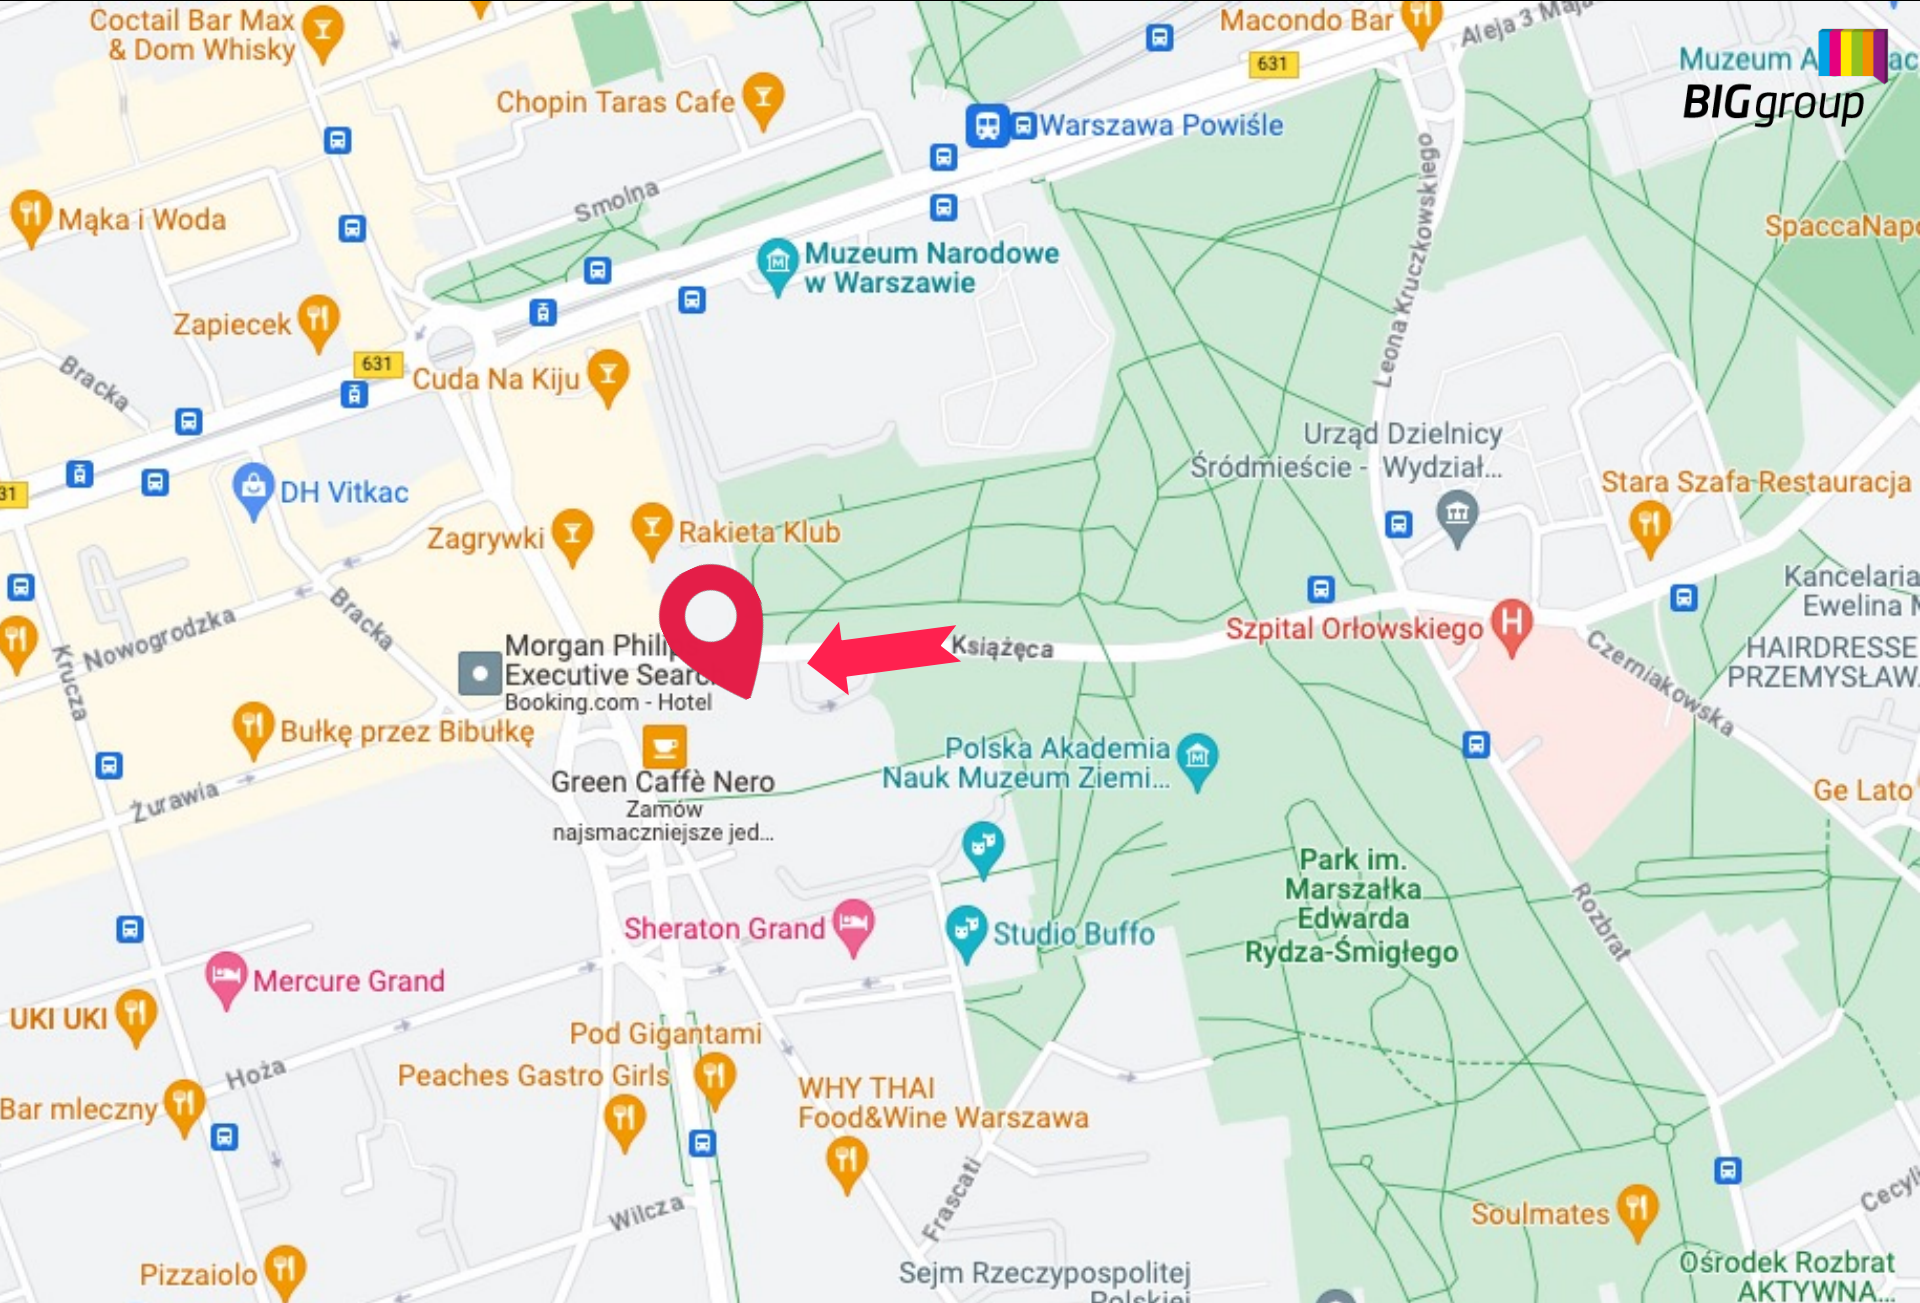 Coctail Bar Max
& Dom Whisky
Macondo Bar
Aleja 3 Maja
631
Muzeum A
BIGgroup
Chopin Taras Cafe
Warszawa Powiśle
Smolna
Mąka i Woda
Leona Kruczkowskiego
SpaccaNapo
Muzeum Narodowe
w Warszawie
Zapiecek
631
Bracka
Cuda Na Kiju
Urząd Dzielnicy
Śródmieście - Wydział...
31
DH Vitkac
Stara Szafa Restauracja
Zagrywki
Rakieta Klub
Kancelaria
Ewelina
Bracka
Nowogrodzka
Krucza
Morgan Philip
Executive Searc
Booking.com - Hotel
Książęca
Szpital Orłowskiego
H
Czerniakowska
HAIRDRESSE
PRZEMYSŁAW
Bułkę przez Bibułkę
Polska Akademia
Nauk Muzeum Ziemi...
Żurawia
Green Caffè Nero
Zamów
najsmaczniejsze jed...
Ge Lato
Park im.
Marszałka
Edwarda
Rydza-Śmigłego
Rozbrat
Sheraton Grand
Studio Buffo
Mercure Grand
UKI UKI
Pod Gigantami
Hoża
Peaches Gastro Girls
WHY THAI
Food&Wine Warszawa
Bar mleczny
Frascati
Wilcza
Soulmates
Cecyli
Pizzaiolo
Sejm Rzeczypospolitej
Polskiej
Ośrodek Rozbrat
AKTYWNA...